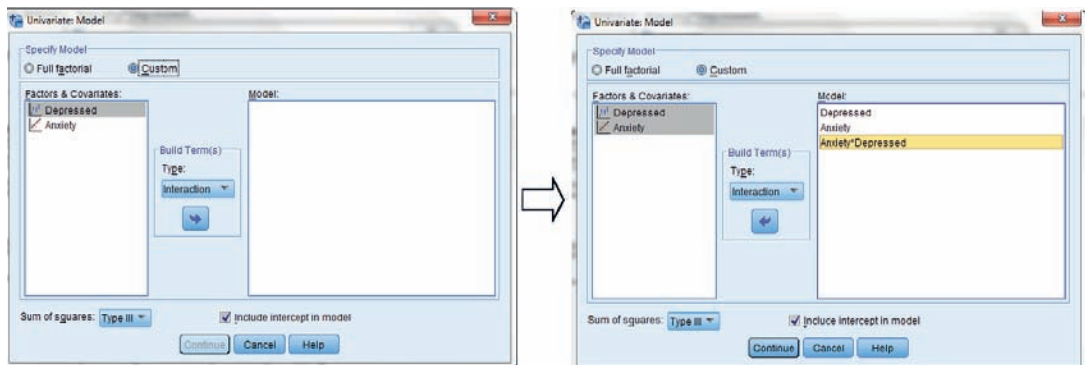 Univariate: Model
Specify Model
Full factorial Custom
Factors & Covariates: Model:
Depressed
Anxiety
Build Term(s)
Type:
Interaction
Sum of squares: Type III Include intercept in model
Continue Cancel Help
Univariate: Model
Specify Model
Full factorial Custom
Factors & Covariates: Model:
Depressed Depressed
Anxiety Anxiety
Anxiety*Depressed
Build Term(s)
Type:
Interaction
Sum of squares: Type III Include intercept in model
Continue Cancel Help